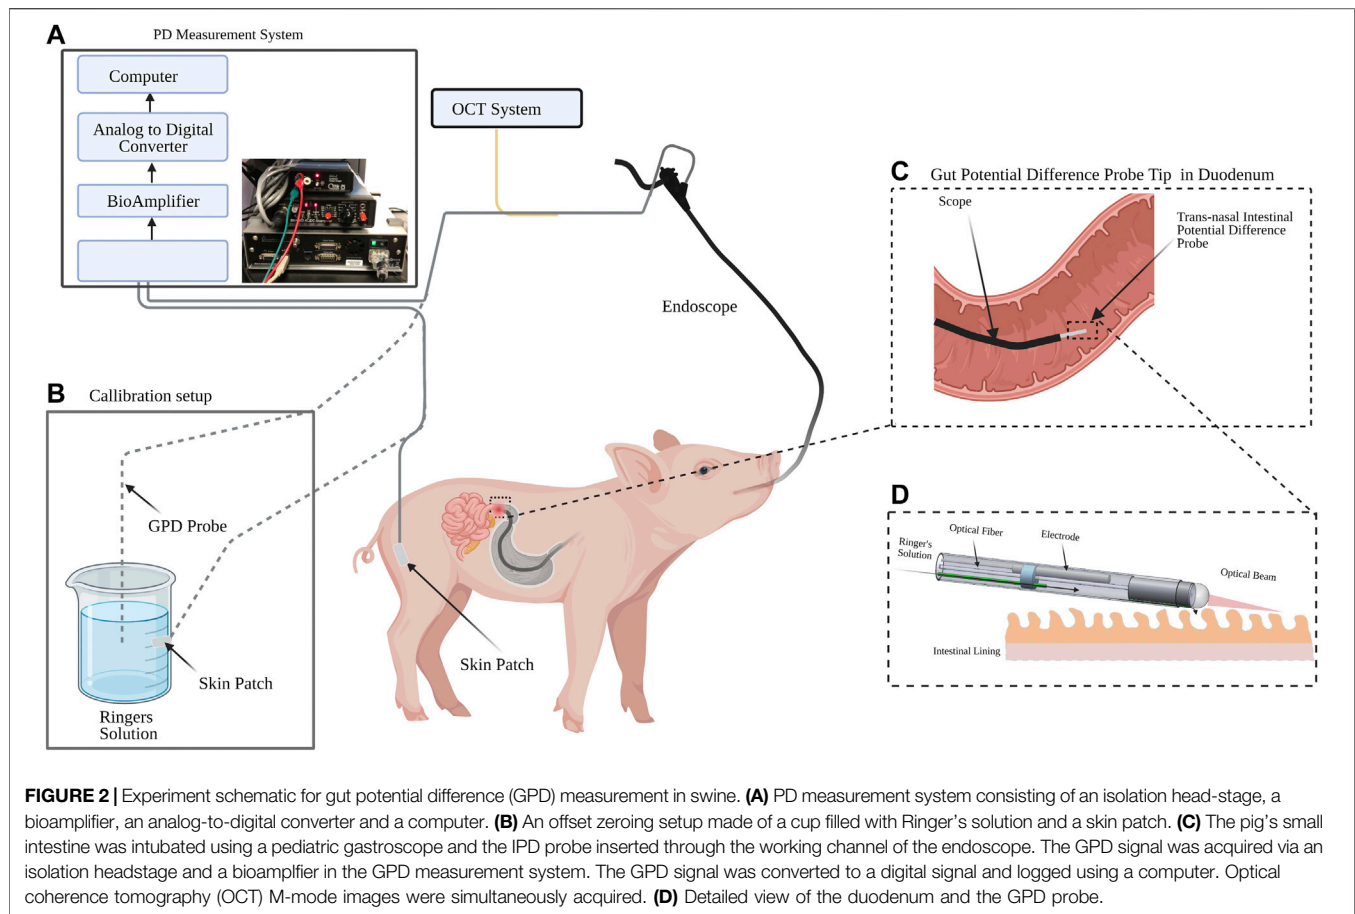 A
PD Measurement System
Computer
Analog to Digital
Converter
BioAmplifier
OCT System
Endoscope
B
Callibration setup
GPD Probe
Skin Patch
Ringers
Solution
Skin Patch
C
Gut Potential Difference Probe Tip in Duodenum
Scope
Trans-nasal Intestinal
Potential Difference
Probe
D
Ringer's
Solution
Optical Fiber
Electrode
Optical Beam
Intestinal Lining
FIGURE 2 | Experiment schematic for gut potential difference (GPD) measurement in swine. (A) PD measurement system consisting of an isolation head-stage, a
bioamplifier, an analog-to-digital converter and a computer. (B) An offset zeroing setup made of a cup filled with Ringer's solution and a skin patch. (C) The pig's small
intestine was intubated using a pediatric gastroscope and the IPD probe inserted through the working channel of the endoscope. The GPD signal was acquired via an
isolation headstage and a bioamplfier in the GPD measurement system. The GPD signal was converted to a digital signal and logged using a computer. Optical
coherence tomography (OCT) M-mode images were simultaneously acquired. (D) Detailed view of the duodenum and the GPD probe.